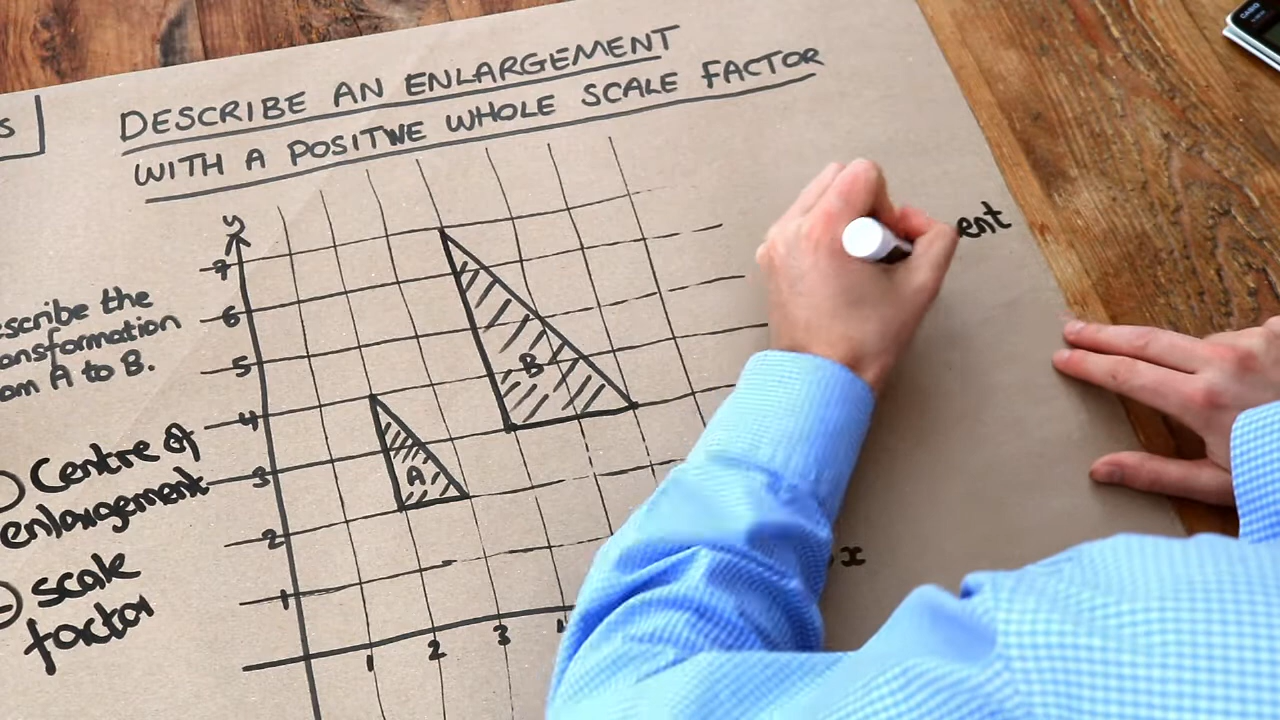 DESCRIBE AN ENLARGEMENT
WITH A POSITIVE WHOLE SCALE FACTOR
s
ent
y
7
6
5
4
3
2
1
1 2 3
x
B
A
scribe the
ansformation
om A to B.
Centre of
enlargement
scale
factor
CASIO